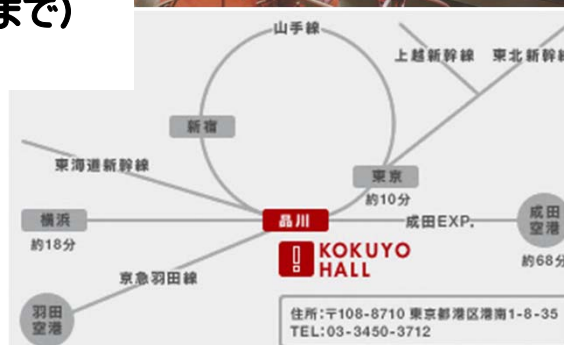 まで)
山手線
上越新幹線
東北新幹
新宿
東海道新幹線
東京
約10分
横浜
品川
成田EXP.
成田
空港
約18分
KOKUYO
HALL
約68分
京急羽田線
羽田
空港
住所:〒108-8710 東京都港区港南1-8-35
TEL:03-3450-3712